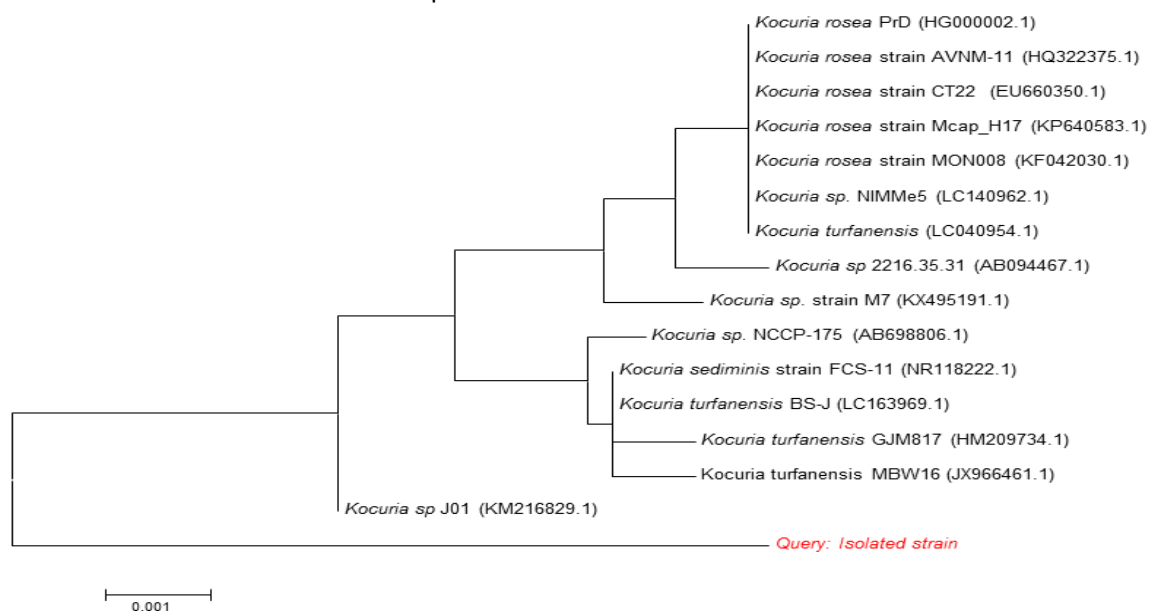 Kocuria rosea PrD (HG000002.1)
Kocuria rosea strain AVNM-11 (HQ322375.1)
Kocuria rosea strain CT22 (EU660350.1)
Kocuria rosea strain Mcap_H17 (KP640583.1)
Kocuria rosea strain MON008 (KF042030.1)
Kocuria sp. NIMMe5 (LC140962.1)
Kocuria turfanensis (LC040954.1)
Kocuria sp 2216.35.31 (AB094467.1)
Kocuria sp. strain M7 (KX495191.1)
Kocuria sp. NCCP-175 (AB698806.1)
Kocuria sediminis strain FCS-11 (NR118222.1)
Kocuria turfanensis BS-J (LC163969.1)
Kocuria turfanensis GJM817 (HM209734.1)
Kocuria turfanensis MBW16 (JX966461.1)
Kocuria sp J01 (KM216829.1)
Query: Isolated strain
0.001